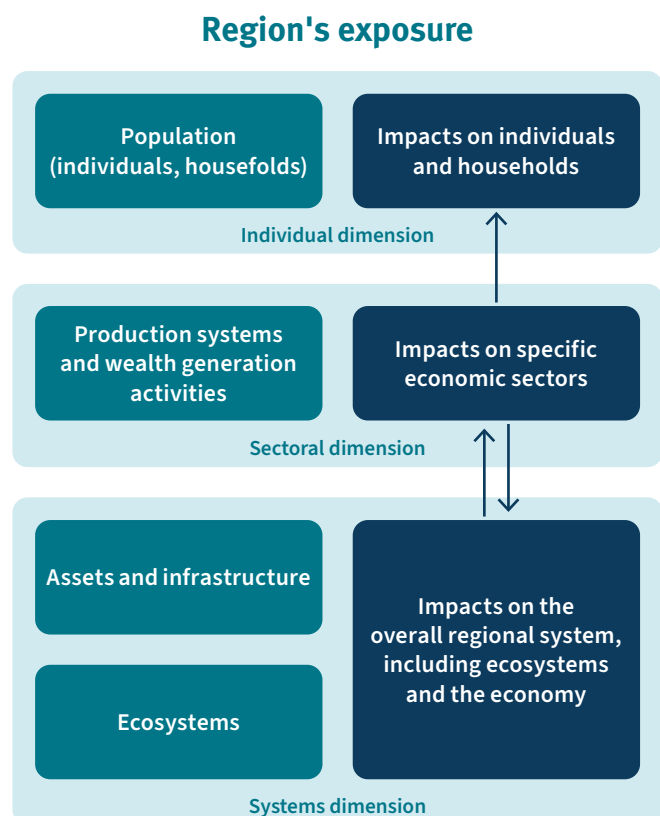 Region's exposure
Population
(individuals, housefolds)
Impacts on individuals
and households
Individual dimension
Production systems
and wealth generation
activities
Impacts on specific
economic sectors
Sectoral dimension
Assets and infrastructure
Ecosystems
Impacts on the
overall regional system,
including ecosystems
and the economy
Systems dimension